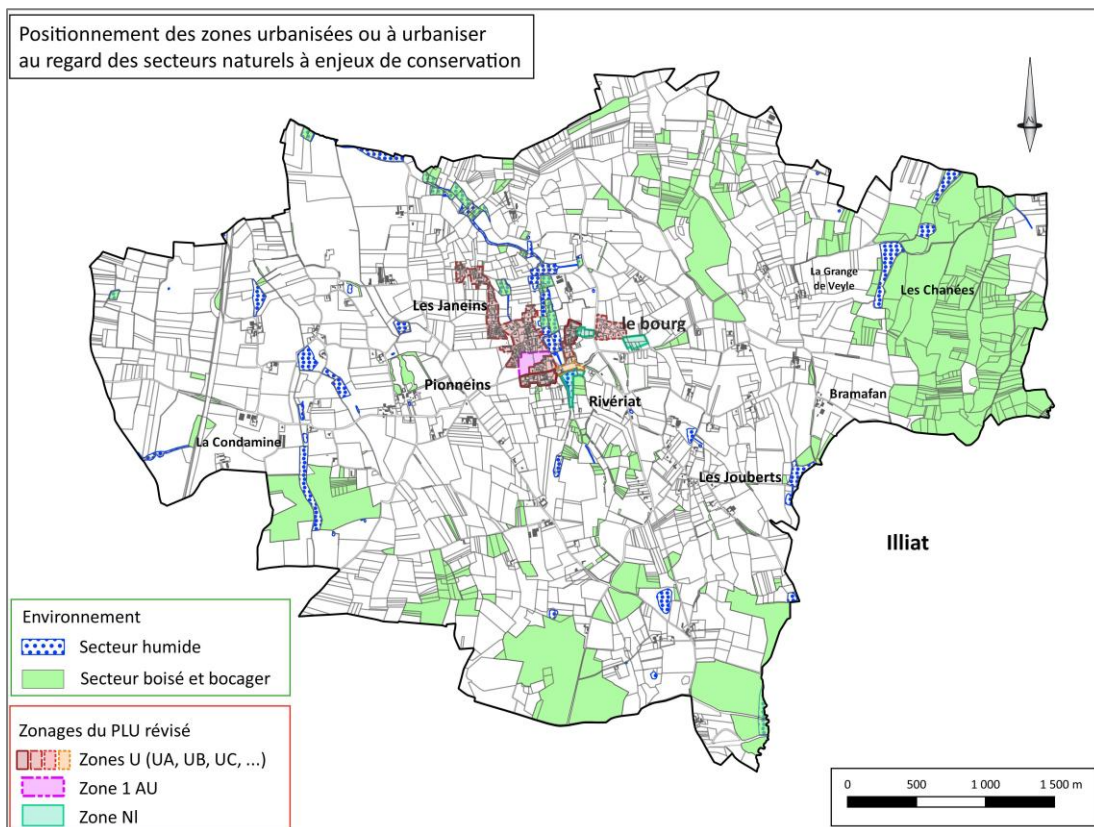 Positionnement des zones urbanisées ou à urbaniser
au regard des secteurs naturels à enjeux de conservation
La Grange
de Veyle
Les Chanées
Les Janeins
le bourg
Pionneins
Rivériat
Bramafan
La Condamine
Les Jouberts
Illiat
Environnement
Secteur humide
Secteur boisé et bocager
Zonages du PLU révisé
Zones U (UA, UB, UC, ...)
Zone 1 AU
Zone Nl
0 500 1 000 1 500 m